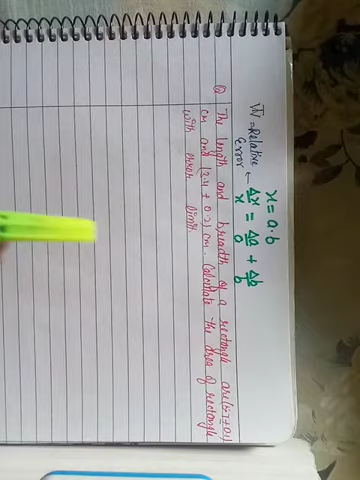 x = a.b
Relative
Error ← Δx/x = Δa/a + Δb/b
Q The length and breadth of a rectangle are (5.7 ± 0.1)
cm and (3.4 ± 0.2) cm. Calculate the area of rectangle
with error limit.